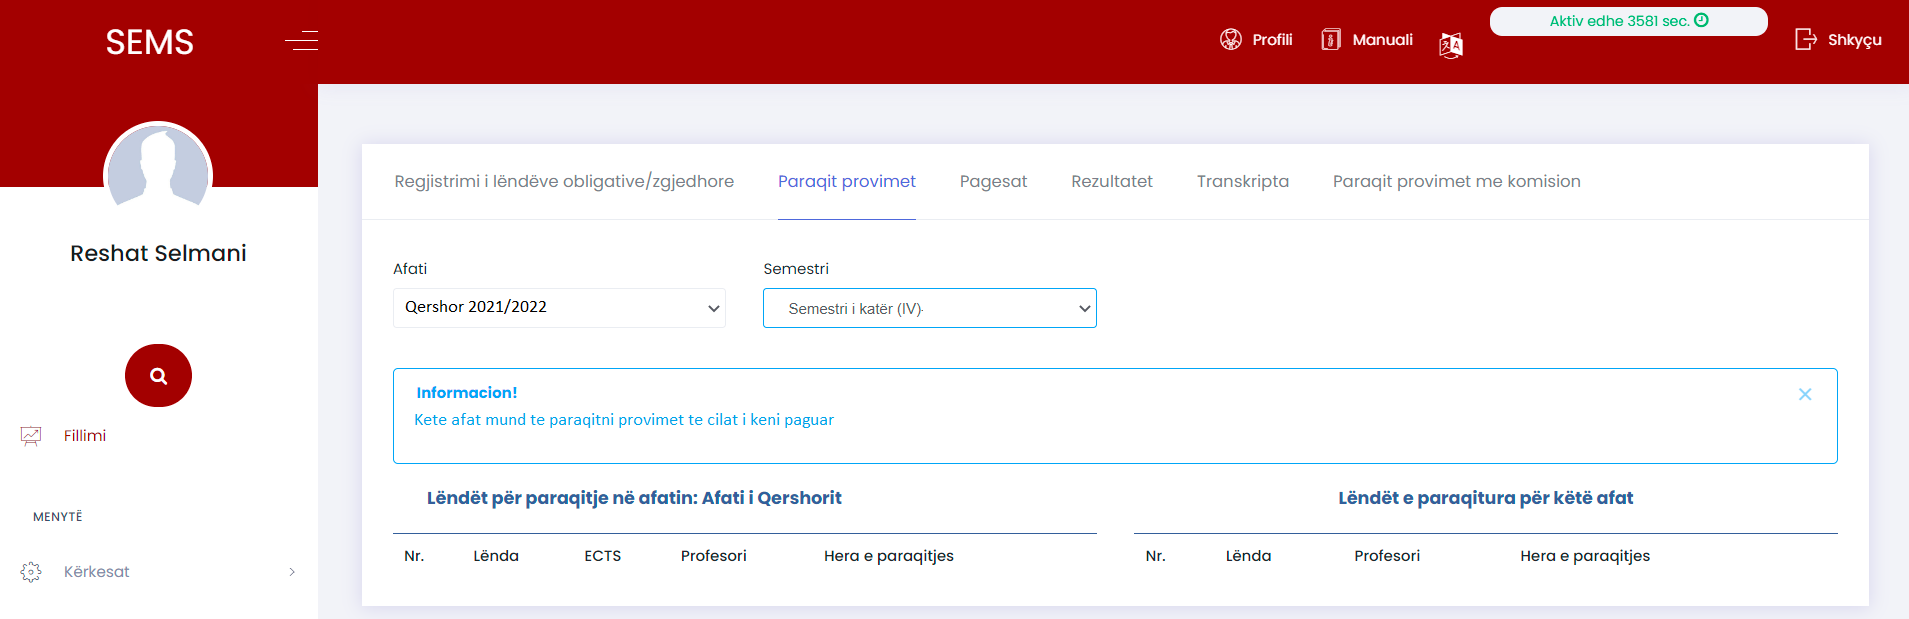 SEMS
Profili
Manuali
Aktiv edhe 3581 sec.
Shkyçu
Reshat Selmani
Fillimi
MENYTË
Kërkesat
Regjistrimi i lëndëve obligative/zgjedhore
Paraqit provimet
Pagesat
Rezultatet
Transkripta
Paraqit provimet me komision
Afati
Semestri
Qershor 2021/2022
Semestri i katër (IV)
Informacion!
Kete afat mund te paraqitni provimet te cilat i keni paguar
Lëndët për paraqitje në afatin: Afati i Qershorit
Nr. Lënda ECTS Profesori Hera e paraqitjes
Lëndët e paraqitura për këtë afat
Nr. Lënda Profesori Hera e paraqitjes